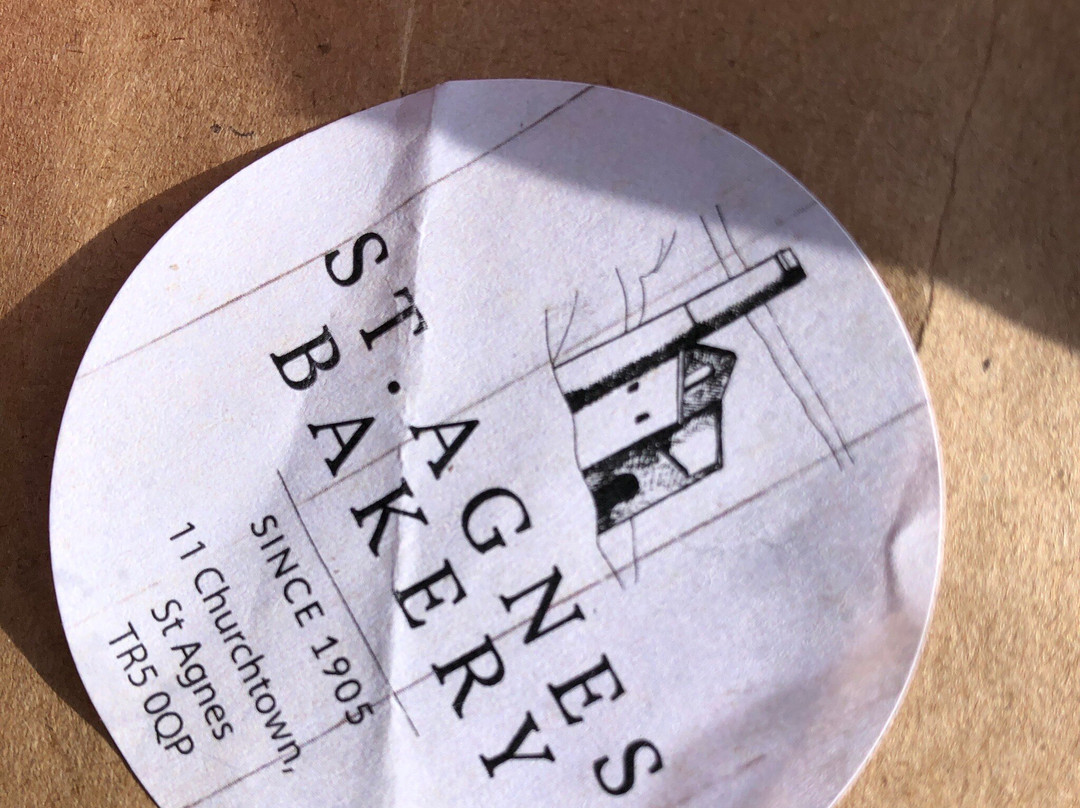 ST. AGNES
BAKERY
SINCE 1905
11 Churchtown,
St Agnes
TR5 0QP